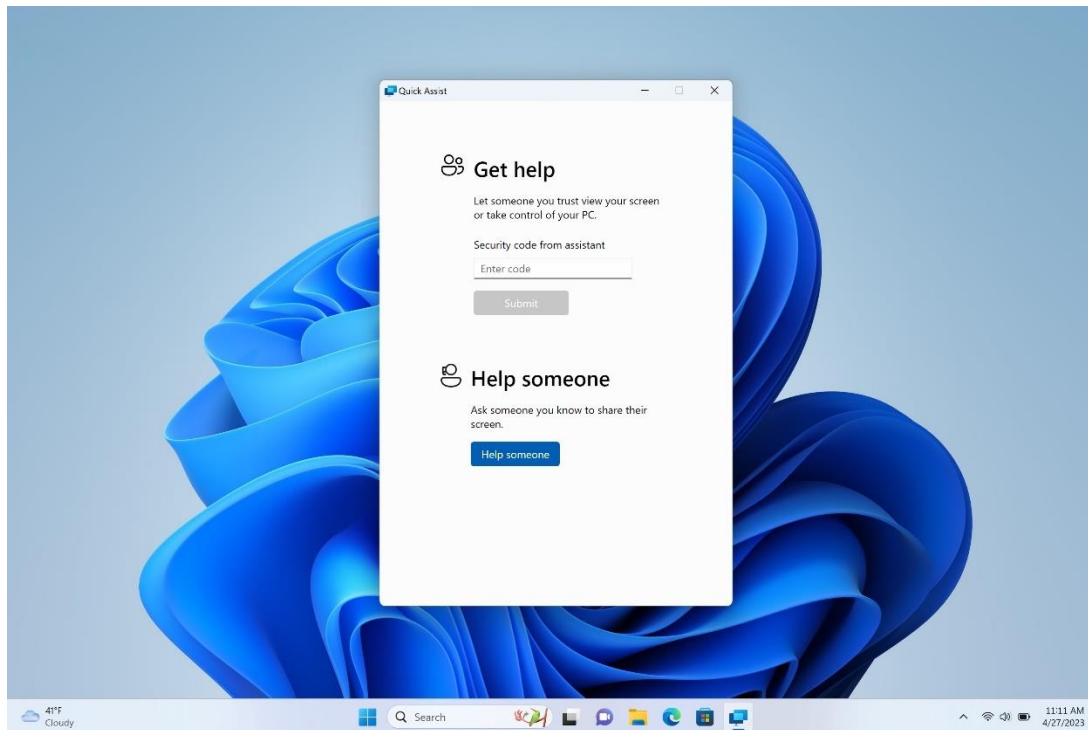 Quick Assist
Get help
Let someone you trust view your screen
or take control of your PC.
Security code from assistant
Enter code
Submit
Help someone
Ask someone you know to share their
screen.
Help someone
41°F
Cloudy
Search
11:11 AM
4/27/2023